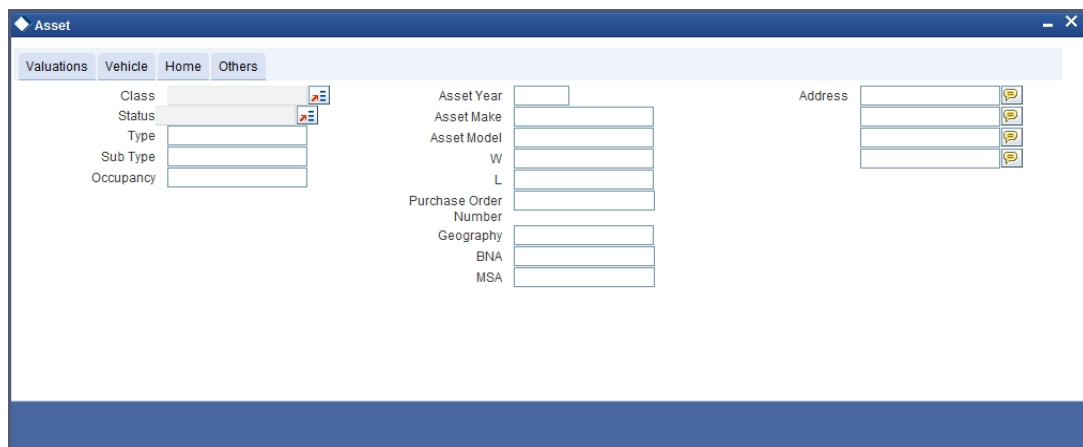 Asset
Valuations Vehicle Home Others
Class
Status
Type
Sub Type
Occupancy
Asset Year
Asset Make
Asset Model
W
L
Purchase Order
Number
Geography
BNA
MSA
Address